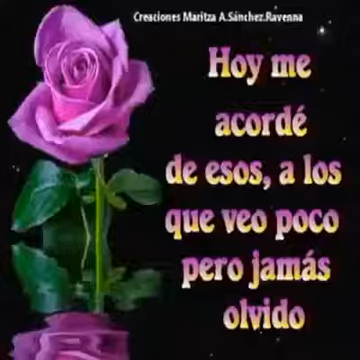 Creaciones Maritza A.Sánchez.Ravenna
Hoy me
acordé
de esos, a los
que veo poco
pero jamás
olvido